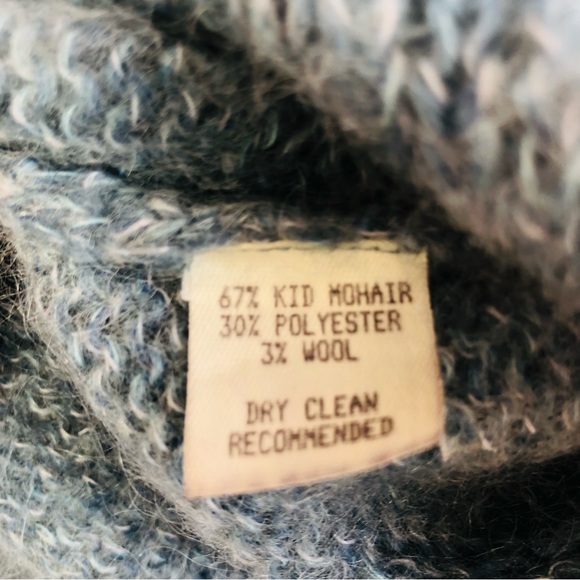 67% KID MOHAIR
30% POLYESTER
3% WOOL
DRY CLEAN
RECOMMENDED